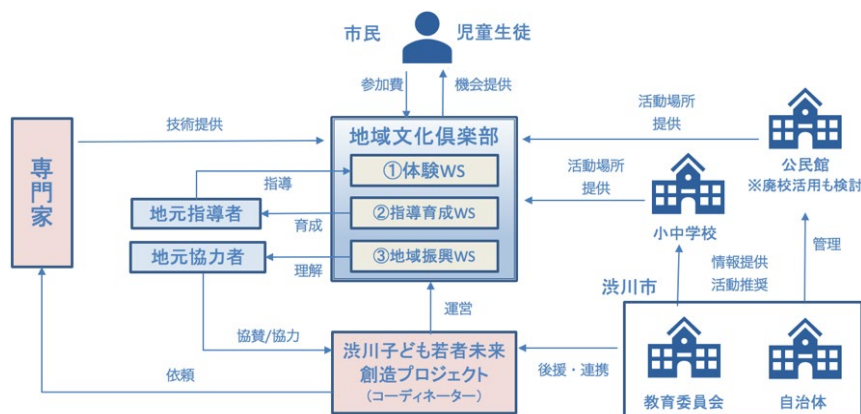 市民
児童生徒
参加費
機会提供
専門家
技術提供
地域文化倶楽部
①体験WS
②指導育成WS
③地域振興WS
指導
地元指導者
育成
地元協力者
理解
協賛/協力
運営
依頼
渋川子ども若者未来
創造プロジェクト
(コーディネーター)
活動場所
提供
公民館
※廃校活用も検討
活動場所
提供
小中学校
管理
情報提供
活動推奨
渋川市
後援・連携
教育委員会
自治体